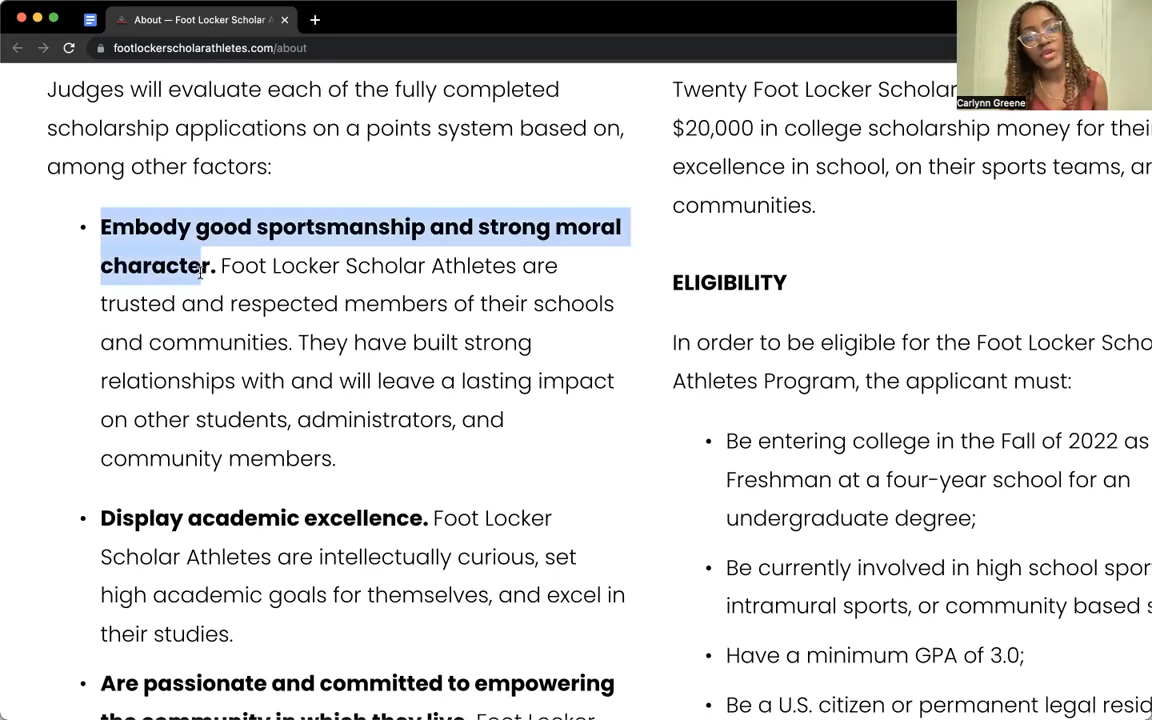 About — Foot Locker Scholar A
footlockerscholarathletes.com/about
Carlynn Greene
Judges will evaluate each of the fully completed
scholarship applications on a points system based on,
among other factors:
• Embody good sportsmanship and strong moral
character. Foot Locker Scholar Athletes are
trusted and respected members of their schools
and communities. They have built strong
relationships with and will leave a lasting impact
on other students, administrators, and
community members.
• Display academic excellence. Foot Locker
Scholar Athletes are intellectually curious, set
high academic goals for themselves, and excel in
their studies.
• Are passionate and committed to empowering
the community in which they live. Foot Locker
Twenty Foot Locker Scholar
$20,000 in college scholarship money for thei
excellence in school, on their sports teams, a
communities.
ELIGIBILITY
In order to be eligible for the Foot Locker Scho
Athletes Program, the applicant must:
• Be entering college in the Fall of 2022 as
Freshman at a four-year school for an
undergraduate degree;
• Be currently involved in high school spor
intramural sports, or community based s
• Have a minimum GPA of 3.0;
• Be a U.S. citizen or permanent legal resid